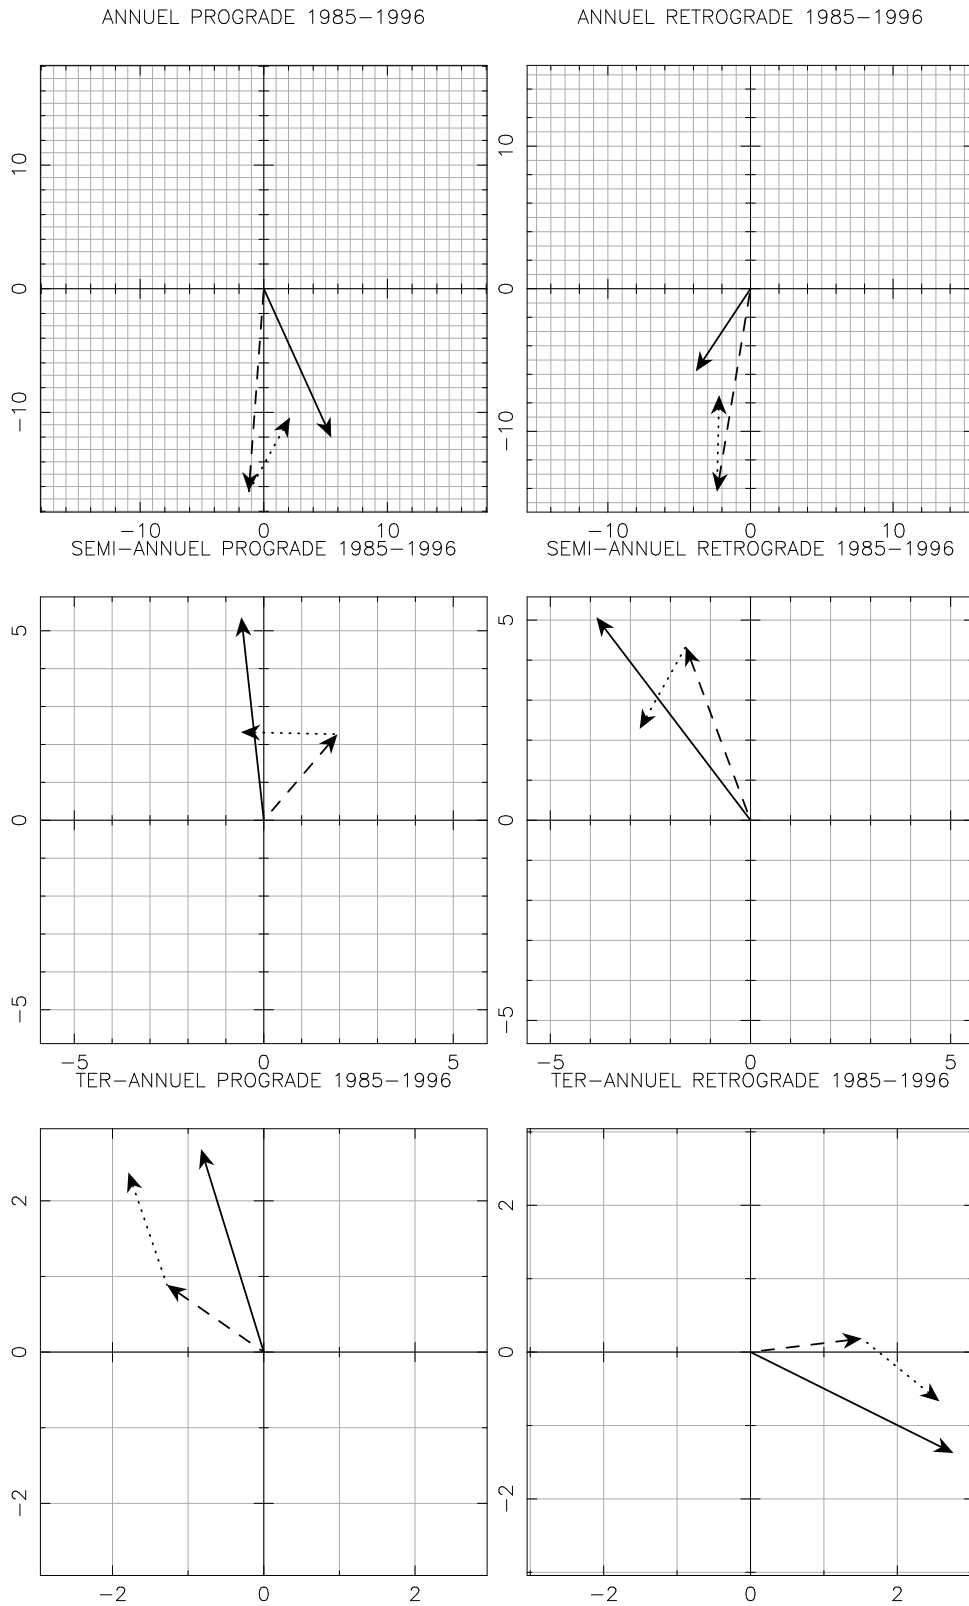 ANNUEL PROGRADE 1985−1996
ANNUEL RETROGRADE 1985−1996
10
0
−10
−10 0 10
10
0
−10
−10 0 10
SEMI−ANNUEL PROGRADE 1985−1996
SEMI−ANNUEL RETROGRADE 1985−1996
5
0
−5
−5 0 5
5
0
−5
−5 0 5
TER−ANNUEL PROGRADE 1985−1996
TER−ANNUEL RETROGRADE 1985−1996
2
0
−2
−2 0 2
2
0
−2
−2 0 2